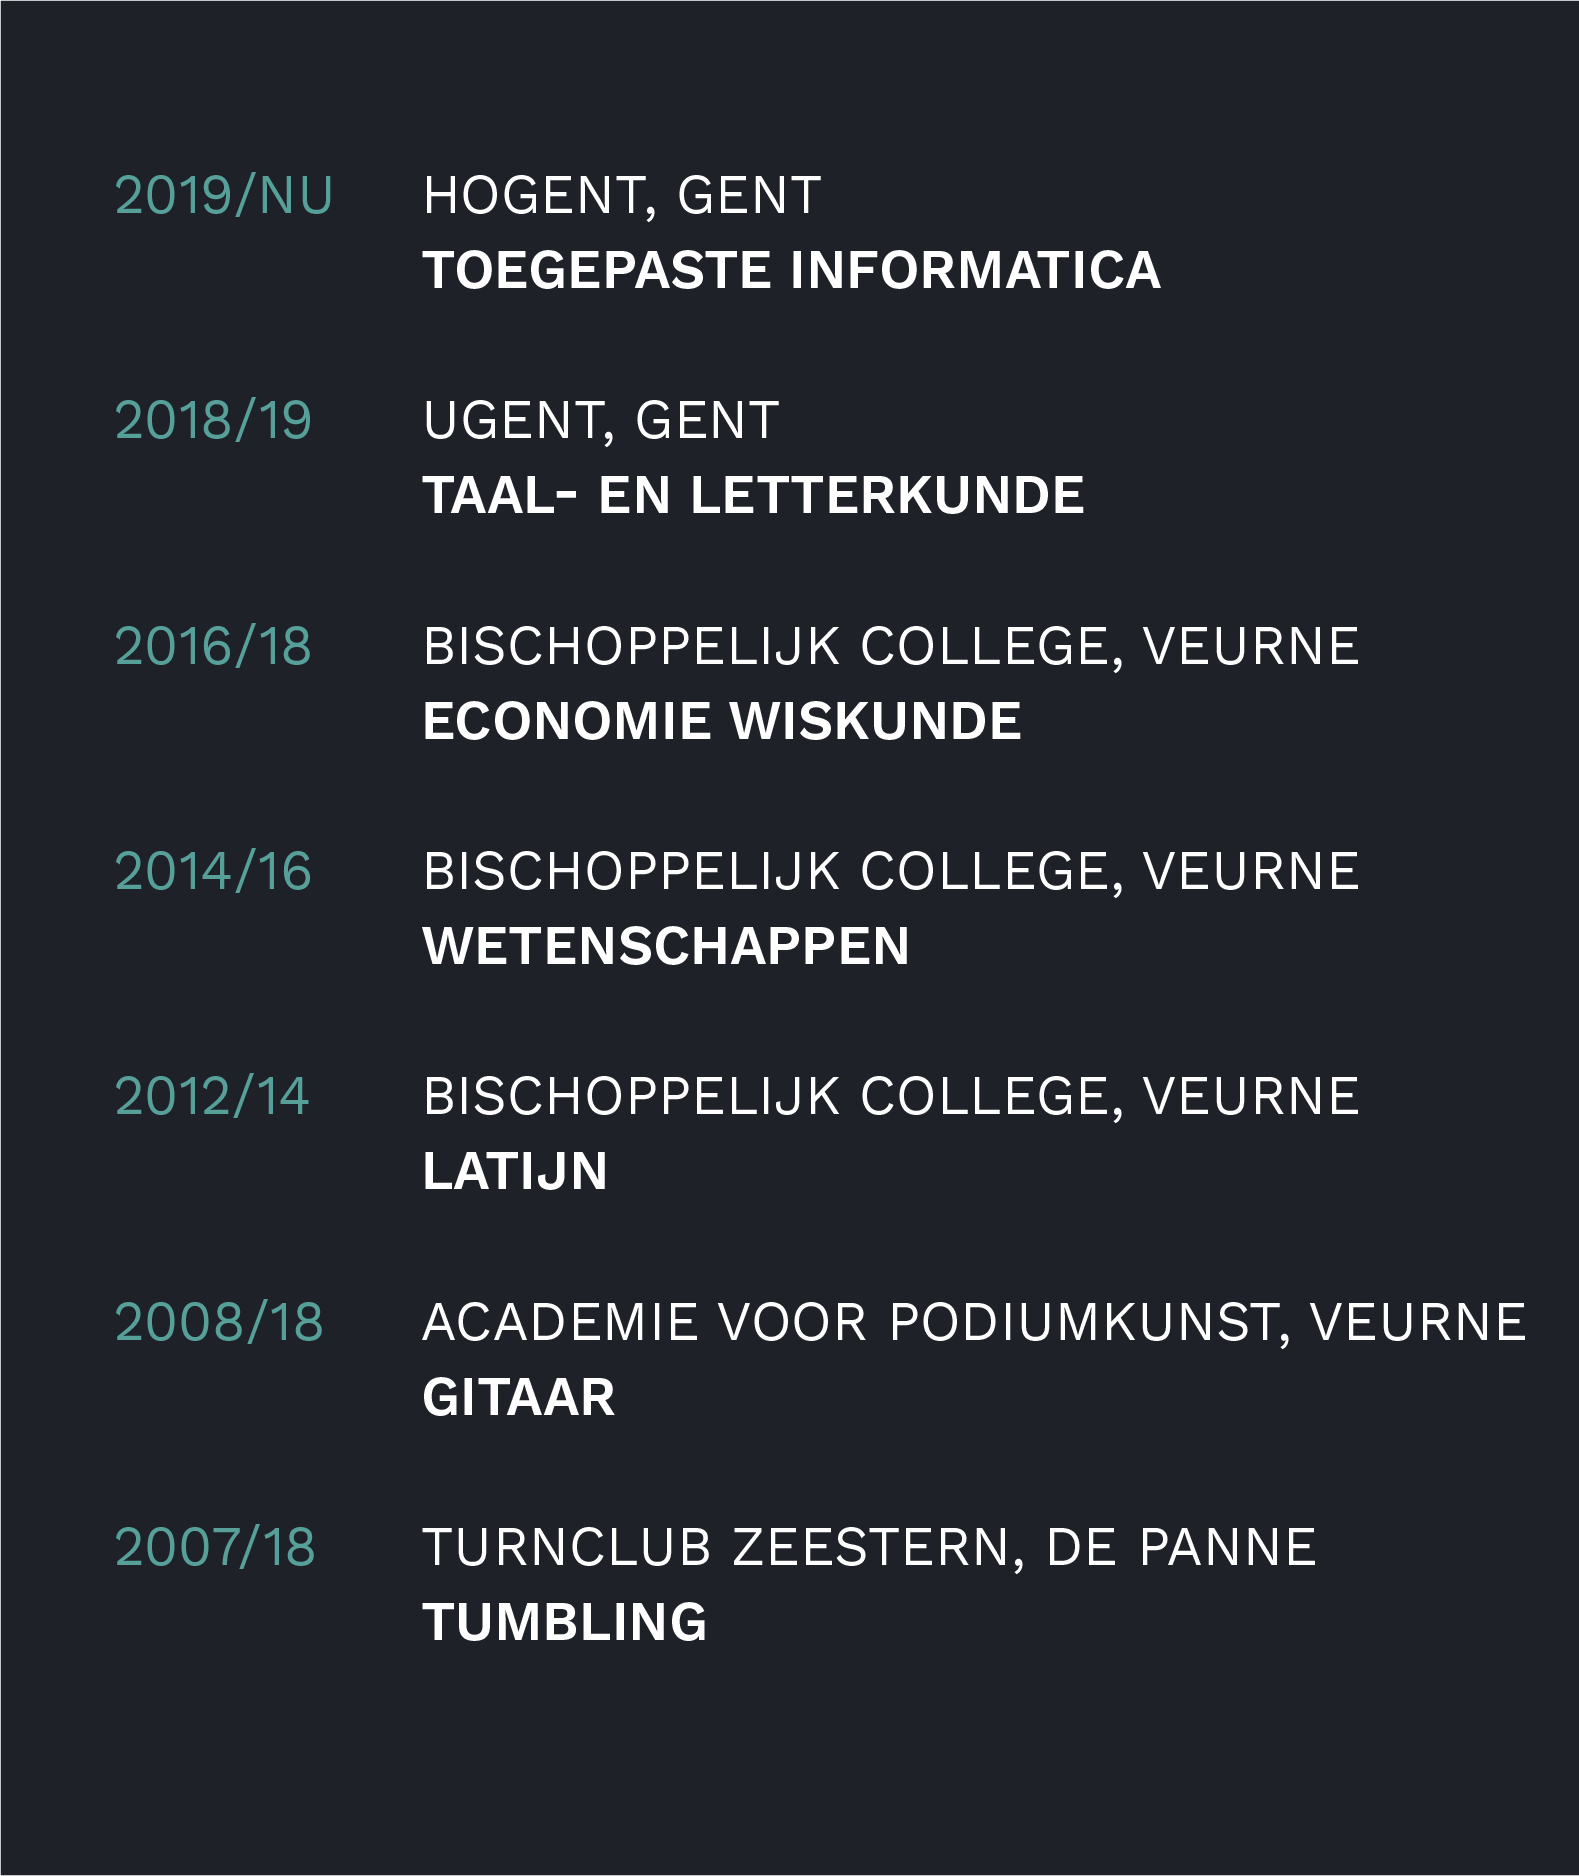 2019/NU HOGENT, GENT
TOEGEPASTE INFORMATICA
2018/19 UGENT, GENT
TAAL- EN LETTERKUNDE
2016/18 BISCHOPPELIJK COLLEGE, VEURNE
ECONOMIE WISKUNDE
2014/16 BISCHOPPELIJK COLLEGE, VEURNE
WETENSCHAPPEN
2012/14 BISCHOPPELIJK COLLEGE, VEURNE
LATIJN
2008/18 ACADEMIE VOOR PODIUMKUNST, VEURNE
GITAAR
2007/18 TURNCLUB ZEESTERN, DE PANNE
TUMBLING